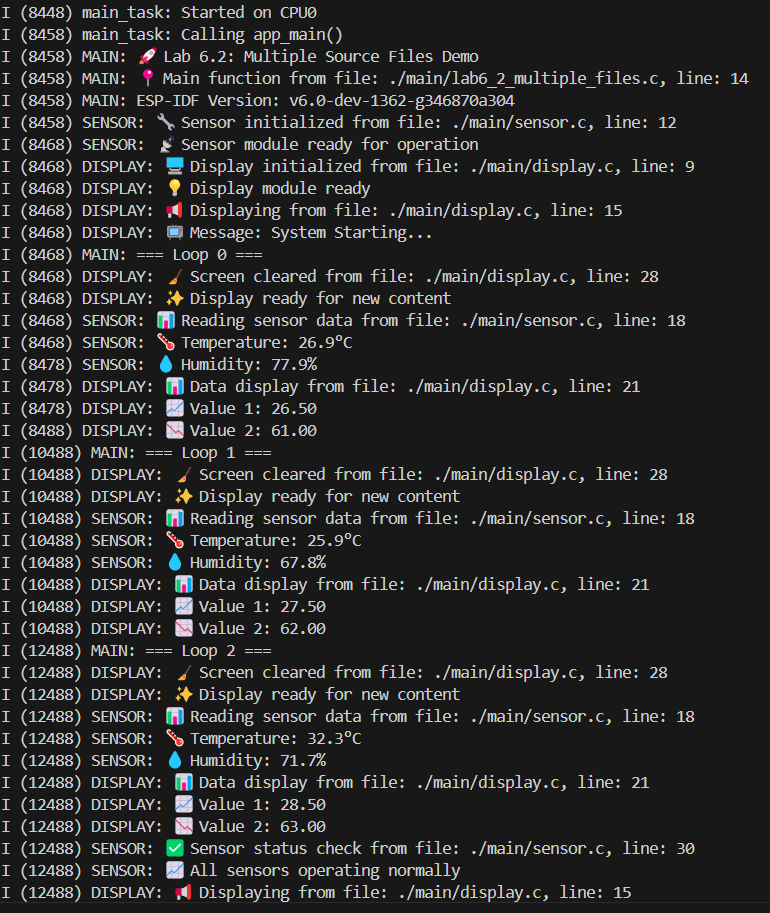 I (8448) main_task: Started on CPU0
I (8458) main_task: Calling app_main()
I (8458) MAIN: 🚀 Lab 6.2: Multiple Source Files Demo
I (8458) MAIN: 📍 Main function from file: ./main/lab6_2_multiple_files.c, line: 14
I (8458) MAIN: ESP-IDF Version: v6.0-dev-1362-g346870a304
I (8458) SENSOR: 🔧 Sensor initialized from file: ./main/sensor.c, line: 12
I (8468) SENSOR: 📡 Sensor module ready for operation
I (8468) DISPLAY: 🖥️ Display initialized from file: ./main/display.c, line: 9
I (8468) DISPLAY: 💡 Display module ready
I (8468) DISPLAY: 📢 Displaying from file: ./main/display.c, line: 15
I (8468) DISPLAY: 📺 Message: System Starting...
I (8468) MAIN: === Loop 0 ===
I (8468) DISPLAY: 🧹 Screen cleared from file: ./main/display.c, line: 28
I (8468) DISPLAY: ✨ Display ready for new content
I (8468) SENSOR: 📊 Reading sensor data from file: ./main/sensor.c, line: 18
I (8468) SENSOR: 🌡️ Temperature: 26.9°C
I (8478) SENSOR: 💧 Humidity: 77.9%
I (8478) DISPLAY: 📊 Data display from file: ./main/display.c, line: 21
I (8478) DISPLAY: 📈 Value 1: 26.50
I (8488) DISPLAY: 📉 Value 2: 61.00
I (10488) MAIN: === Loop 1 ===
I (10488) DISPLAY: 🧹 Screen cleared from file: ./main/display.c, line: 28
I (10488) DISPLAY: ✨ Display ready for new content
I (10488) SENSOR: 📊 Reading sensor data from file: ./main/sensor.c, line: 18
I (10488) SENSOR: 🌡️ Temperature: 25.9°C
I (10488) SENSOR: 💧 Humidity: 67.8%
I (10488) DISPLAY: 📊 Data display from file: ./main/display.c, line: 21
I (10488) DISPLAY: 📈 Value 1: 27.50
I (10488) DISPLAY: 📉 Value 2: 62.00
I (12488) MAIN: === Loop 2 ===
I (12488) DISPLAY: 🧹 Screen cleared from file: ./main/display.c, line: 28
I (12488) DISPLAY: ✨ Display ready for new content
I (12488) SENSOR: 📊 Reading sensor data from file: ./main/sensor.c, line: 18
I (12488) SENSOR: 🌡️ Temperature: 32.3°C
I (12488) SENSOR: 💧 Humidity: 71.7%
I (12488) DISPLAY: 📊 Data display from file: ./main/display.c, line: 21
I (12488) DISPLAY: 📈 Value 1: 28.50
I (12488) DISPLAY: 📉 Value 2: 63.00
I (12488) SENSOR: ✅ Sensor status check from file: ./main/sensor.c, line: 30
I (12488) SENSOR: 📈 All sensors operating normally
I (12488) DISPLAY: 📢 Displaying from file: ./main/display.c, line: 15